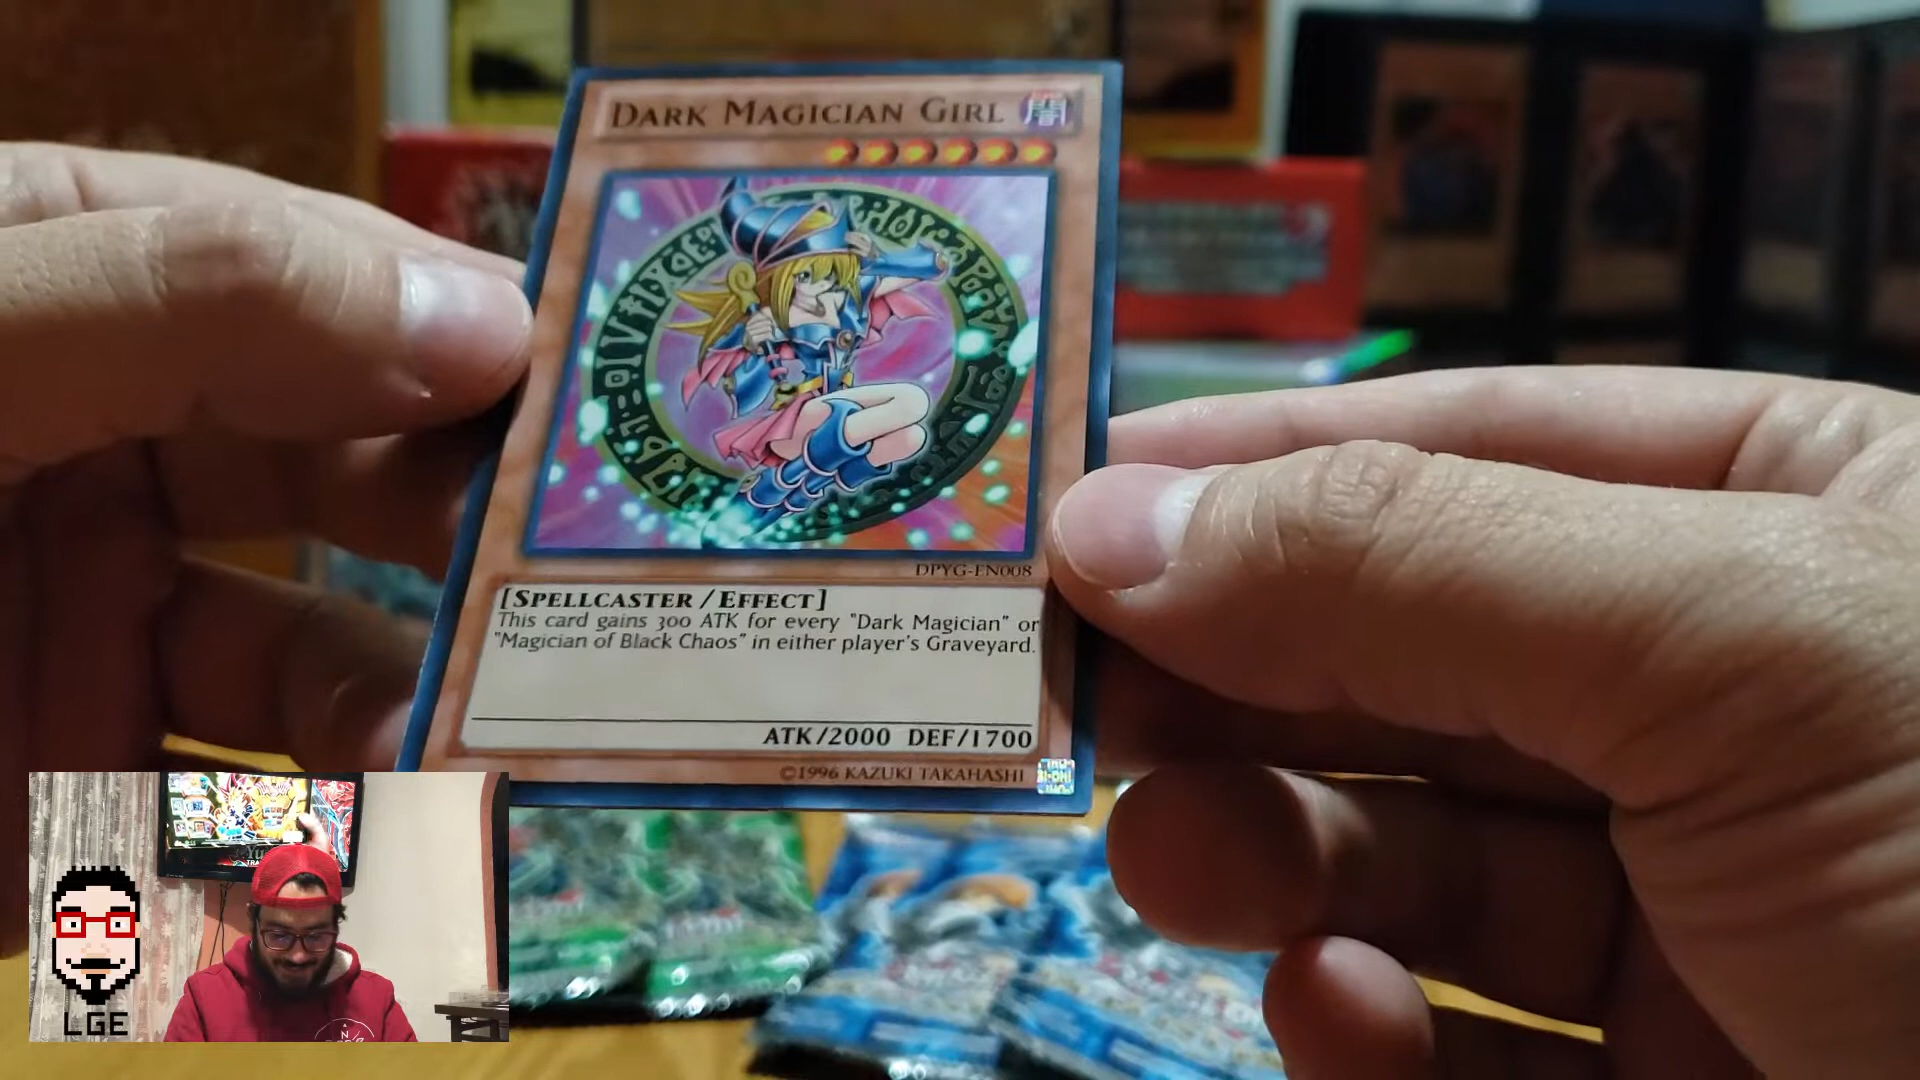 DARK MAGICIAN GIRL 闇
DPYG-EN008
[SPELLCASTER/EFFECT]
This card gains 300 ATK for every "Dark Magician" or
"Magician of Black Chaos" in either player's Graveyard.
ATK/2000 DEF/1700
©1996 KAZUKI TAKAHASHI
LGE